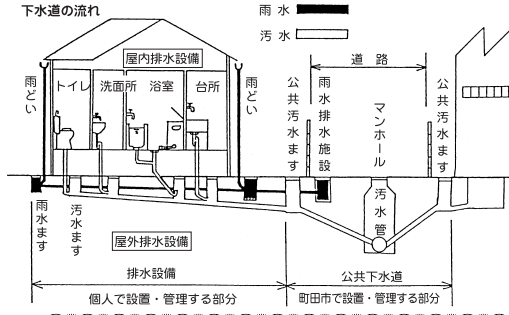 下水道の流れ
雨水
汚水
屋内排水設備
道路
雨どい
トイレ
洗面所
浴室
台所
雨どい
公共汚水ます
雨水排水施設
マンホール
公共汚水ます
雨水ます
汚水ます
汚水管
屋外排水設備
排水設備
公共下水道
個人で設置・管理する部分
町田市で設置・管理する部分